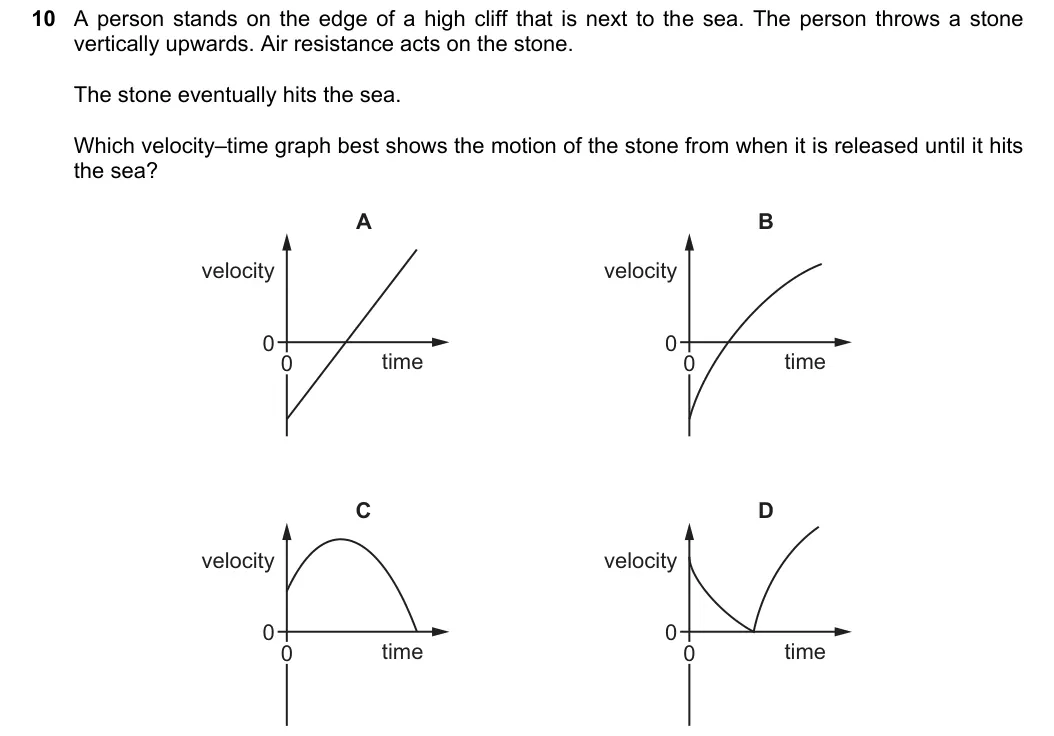 10 A person stands on the edge of a high cliff that is next to the sea. The person throws a stone
vertically upwards. Air resistance acts on the stone.
The stone eventually hits the sea.
Which velocity–time graph best shows the motion of the stone from when it is released until it hits
the sea?
A
velocity
0
0
time
B
velocity
0
0
time
C
velocity
0
0
time
D
velocity
0
0
time